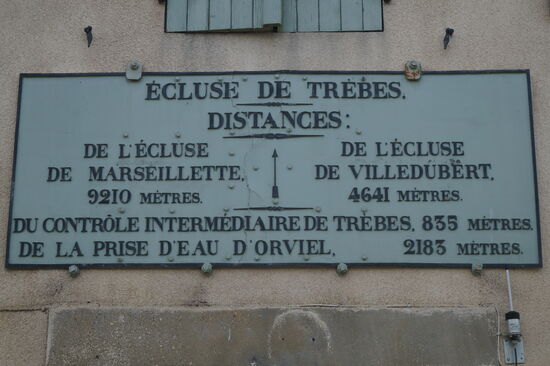 ÉCLUSE DE TRÈBES.
DISTANCES:
DE L'ÉCLUSE
DE MARSEILLETTE,
9210 MÈTRES.
DE L'ÉCLUSE
DE VILLEDUBERT,
4641 MÈTRES.
DU CONTRÔLE INTERMÉDIAIRE DE TRÈBES, 835 MÈTRES.
DE LA PRISE D'EAU D'ORVIEL, 2183 MÈTRES.